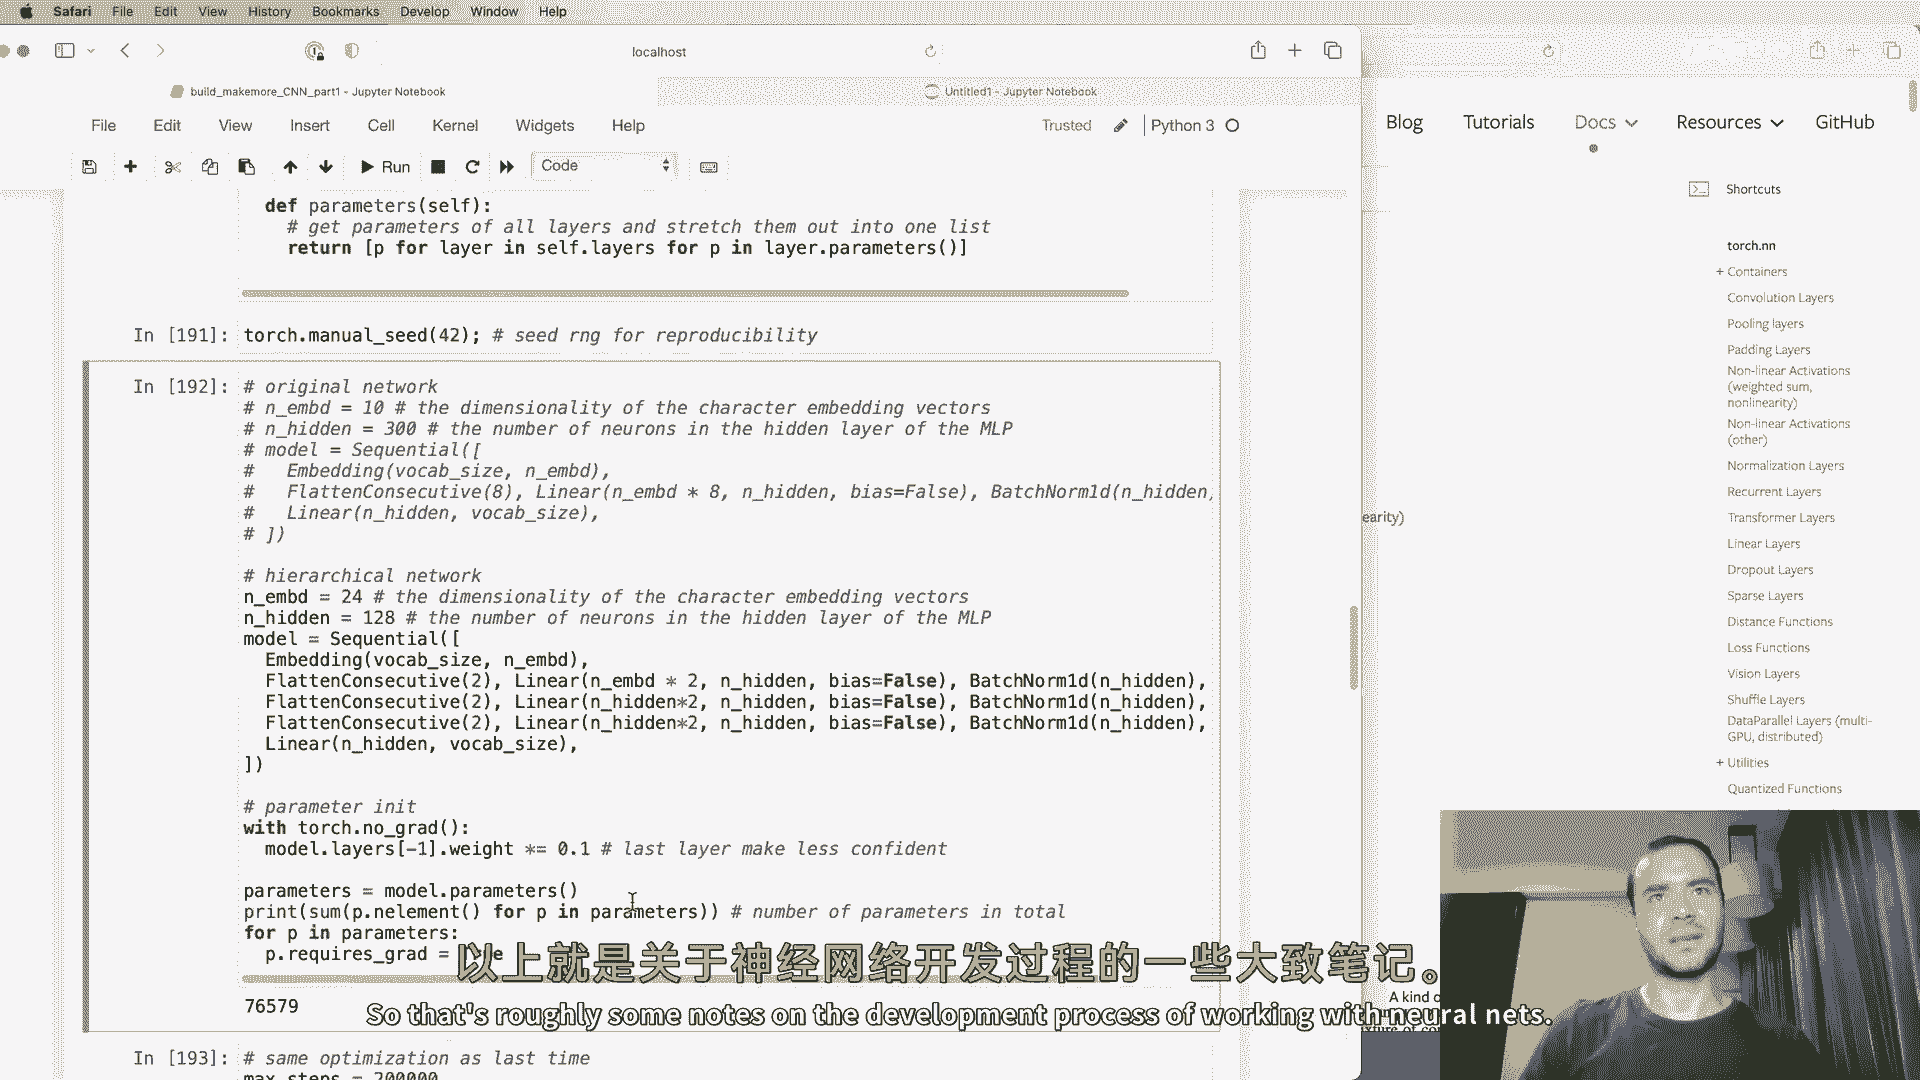 Safari File Edit View History Bookmarks Develop Window Help
localhost
build_makemore_CNN_part1 - Jupyter Notebook
Untitled1 - Jupyter Notebook
File Edit View Insert Cell Kernel Widgets Help
Trusted
Python 3
Run
Code
def parameters(self):
# get parameters of all layers and stretch them out into one list
return [p for layer in self.layers for p in layer.parameters()]
In [191]: torch.manual_seed(42); # seed rng for reproducibility
In [192]: # original network
# n_embd = 10 # the dimensionality of the character embedding vectors
# n_hidden = 300 # the number of neurons in the hidden layer of the MLP
# model = Sequential([
#   Embedding(vocab_size, n_embd),
#   FlattenConsecutive(8), Linear(n_embd * 8, n_hidden, bias=False), BatchNorm1d(n_hidden)
#   Linear(n_hidden, vocab_size),
# ])
# hierarchical network
n_embd = 24 # the dimensionality of the character embedding vectors
n_hidden = 128 # the number of neurons in the hidden layer of the MLP
model = Sequential([
Embedding(vocab_size, n_embd),
FlattenConsecutive(2), Linear(n_embd * 2, n_hidden, bias=False), BatchNorm1d(n_hidden),
FlattenConsecutive(2), Linear(n_hidden*2, n_hidden, bias=False), BatchNorm1d(n_hidden),
FlattenConsecutive(2), Linear(n_hidden*2, n_hidden, bias=False), BatchNorm1d(n_hidden),
Linear(n_hidden, vocab_size),
])
# parameter init
with torch.no_grad():
model.layers[-1].weight *= 0.1 # last layer make less confident
parameters = model.parameters()
print(sum(p.nelement() for p in parameters)) # number of parameters in total
for p in parameters:
p.requires_grad =
76579
In [193]: # same optimization as last time
max_steps = 200000
Blog Tutorials Docs Resources GitHub
Shortcuts
torch.nn
+ Containers
Convolution Layers
Pooling layers
Padding Layers
Non-linear Activations
(weighted sum,
nonlinearity)
Non-linear Activations
(other)
Normalization Layers
Recurrent Layers
Transformer Layers
Linear Layers
Dropout Layers
Sparse Layers
Distance Functions
Loss Functions
Vision Layers
Shuffle Layers
DataParallel Layers (multi-
GPU, distributed)
+ Utilities
Quantized Functions
earity)
A kind
以上就是关于神经网络开发过程的一些大致笔记。
So that's roughly some notes on the development process of working with neural nets.